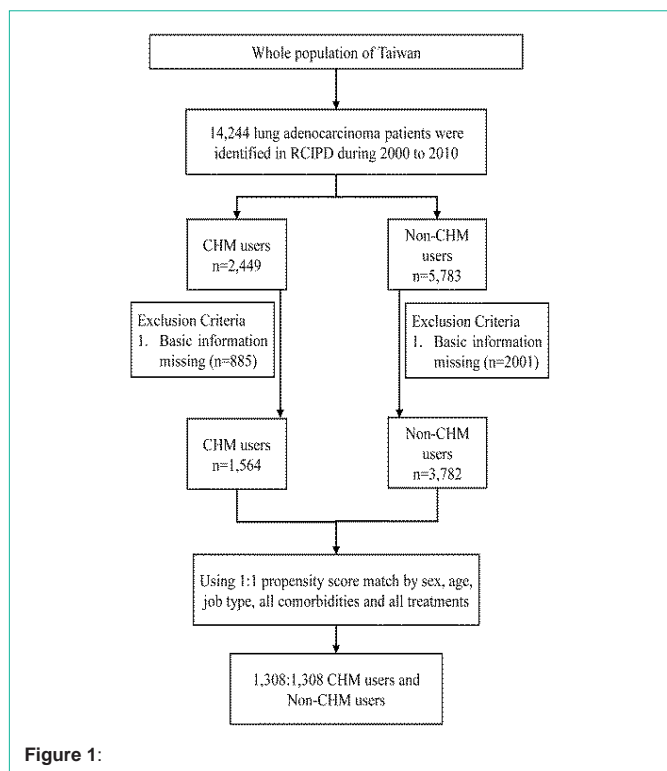 Whole population of Taiwan
14,244 lung adenocarcinoma patients were
identified in RCIPD during 2000 to 2010
CHM users
n=2,449
Non-CHM
users
n=5,783
Exclusion Criteria
1. Basic information
missing (n=885)
Exclusion Criteria
1. Basic information
missing (n=2001)
CHM users
n=1,564
Non-CHM
users
n=3,782
Using 1:1 propensity score match by sex, age,
job type, all comorbidities and all treatments
1,308:1,308 CHM users and
Non-CHM users
Figure 1: